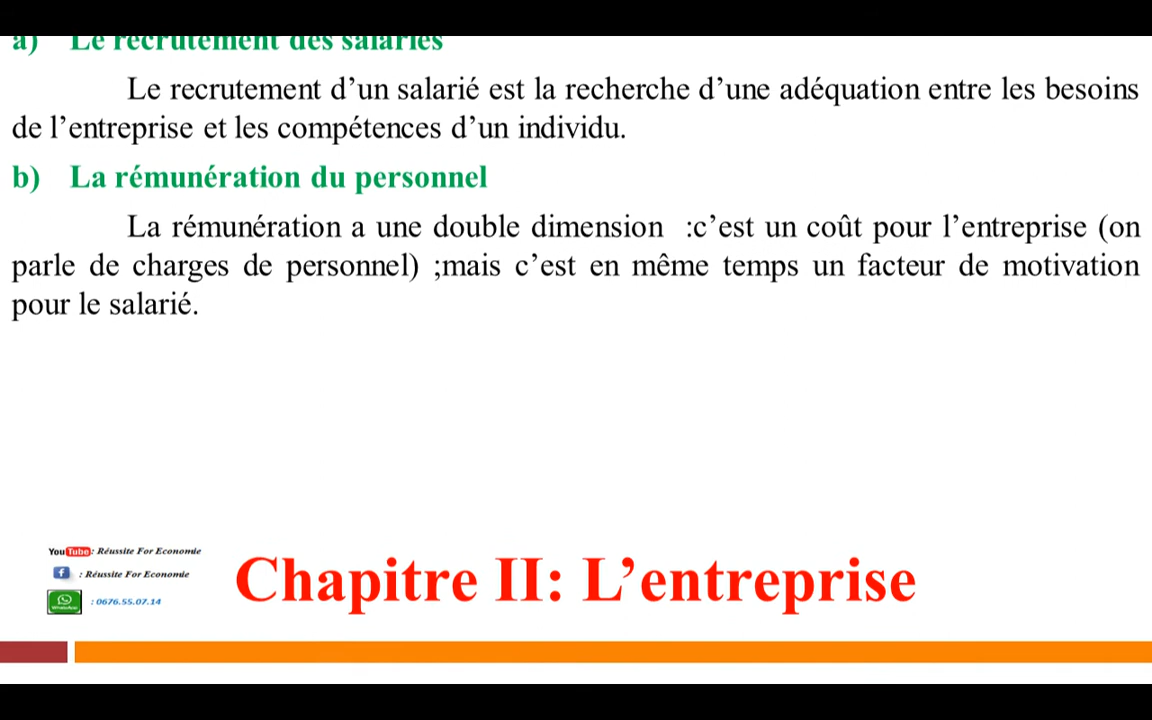 a) Le recrutement des salariés
Le recrutement d’un salarié est la recherche d’une adéquation entre les besoins
de l’entreprise et les compétences d’un individu.
b) La rémunération du personnel
La rémunération a une double dimension :c’est un coût pour l’entreprise (on
parle de charges de personnel) ;mais c’est en même temps un facteur de motivation
pour le salarié.
YouTube : Réussite For Economie
f : Réussite For Economie
WhatsApp : 0676.55.07.14
Chapitre II: L’entreprise